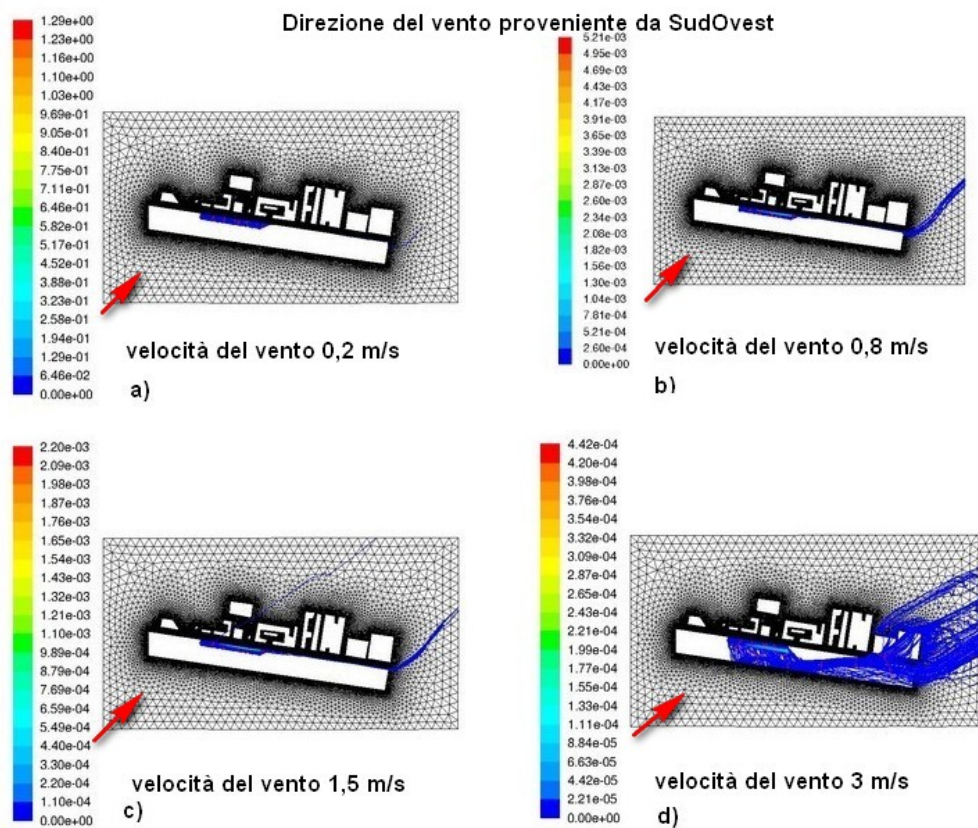 Direzione del vento proveniente da SudOvest
1.29e+00
1.23e+00
1.16e+00
1.10e+00
1.03e+00
9.69e-01
9.05e-01
8.40e-01
7.75e-01
7.11e-01
6.46e-01
5.82e-01
5.17e-01
4.52e-01
3.88e-01
3.23e-01
2.58e-01
1.94e-01
1.29e-01
6.46e-02
0.00e+00
velocità del vento 0,2 m/s
a)
5.21e-03
4.95e-03
4.69e-03
4.43e-03
4.17e-03
3.91e-03
3.65e-03
3.39e-03
3.13e-03
2.87e-03
2.60e-03
2.34e-03
2.08e-03
1.82e-03
1.56e-03
1.30e-03
1.04e-03
7.81e-04
5.21e-04
2.60e-04
0.00e+00
velocità del vento 0,8 m/s
b)
2.20e-03
2.09e-03
1.98e-03
1.87e-03
1.76e-03
1.65e-03
1.54e-03
1.43e-03
1.32e-03
1.21e-03
1.10e-03
9.89e-04
8.79e-04
7.69e-04
6.59e-04
5.49e-04
4.40e-04
3.30e-04
2.20e-04
1.10e-04
0.00e+00
velocità del vento 1,5 m/s
c)
4.42e-04
4.20e-04
3.98e-04
3.76e-04
3.54e-04
3.32e-04
3.09e-04
2.87e-04
2.65e-04
2.43e-04
2.21e-04
1.99e-04
1.77e-04
1.55e-04
1.33e-04
1.11e-04
8.84e-05
6.63e-05
4.42e-05
2.21e-05
0.00e+00
velocità del vento 3 m/s
d)